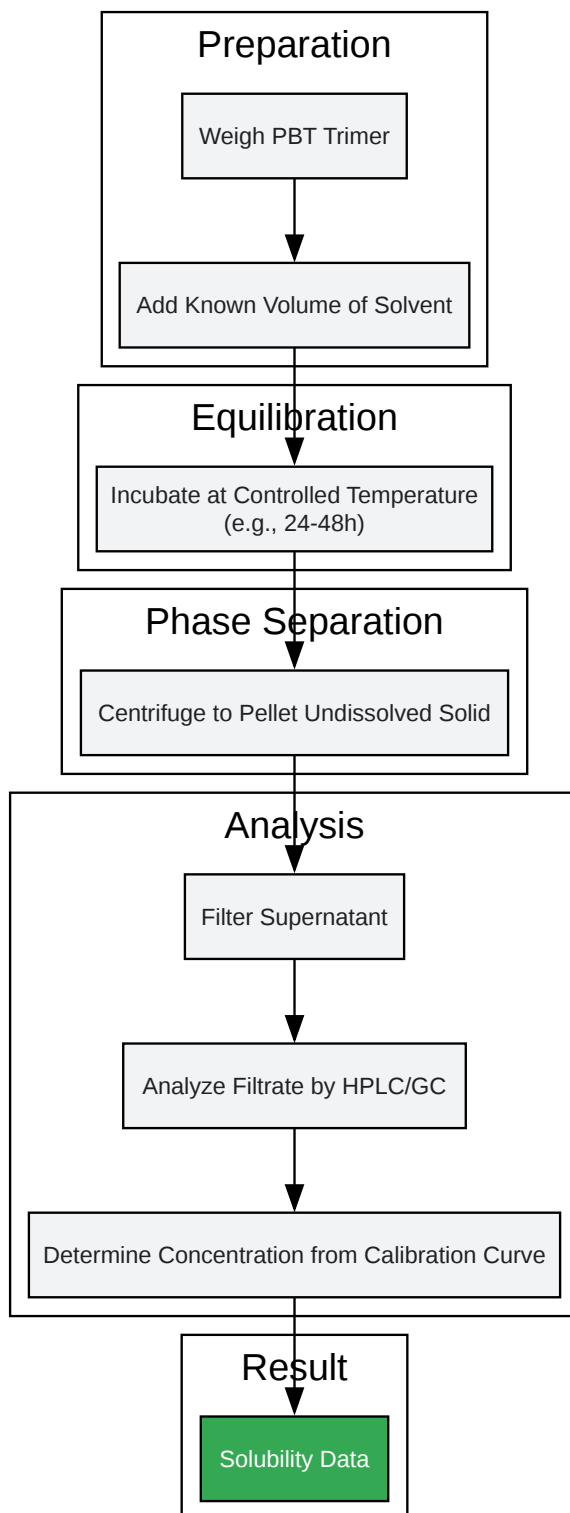 Preparation
Weigh PBT Trimer
Add Known Volume of Solvent
Equilibration
Incubate at Controlled Temperature
(e.g., 24-48h)
Phase Separation
Centrifuge to Pellet Undissolved Solid
Analysis
Filter Supernatant
Analyze Filtrate by HPLC/GC
Determine Concentration from Calibration Curve
Result
Solubility Data